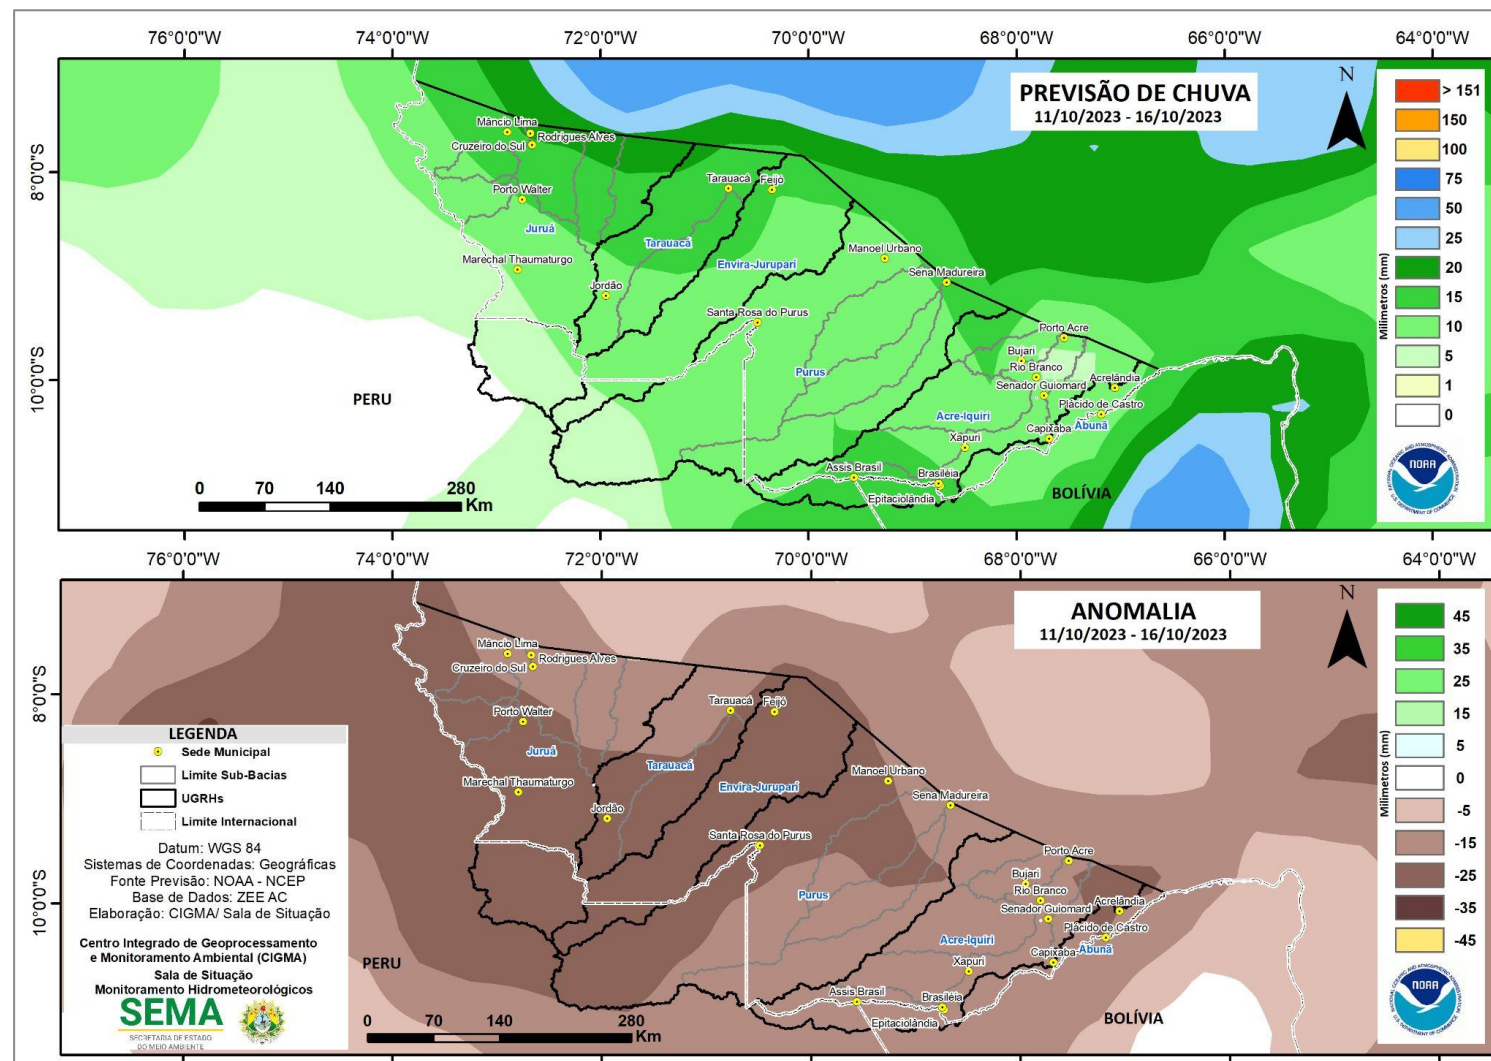 76°0'0"W 74°0'0"W 72°0'0"W 70°0'0"W 68°0'0"W 66°0'0"W 64°0'0"W
PREVISÃO DE CHUVA
11/10/2023 - 16/10/2023
N
> 151
150
100
75
50
25
20
15
10
5
1
0
Milímetros (mm)
8°0'0"S
10°0'0"S
Mâncio Lima
Rodrigues Alves
Cruzeiro do Sul
Porto Walter
Juruá
Marechal Thaumaturgo
Jordão
Tarauacá
Feijó
Tarauacá
Envira-Jurupari
Manoel Urbano
Sena Madureira
Santa Rosa do Purus
Purus
Porto Acre
Bujari
Rio Branco
Senador Guiomard
Acrelândia
Plácido de Castro
Abunã
Acre-Iquiri
Capixaba
Xapuri
Assis Brasil
Brasiléia
Epitaciolândia
PERU
BOLÍVIA
0 70 140 280
Km
NOAA
76°0'0"W 74°0'0"W 72°0'0"W 70°0'0"W 68°0'0"W 66°0'0"W 64°0'0"W
ANOMALIA
11/10/2023 - 16/10/2023
N
45
35
25
15
5
0
-5
-15
-25
-35
-45
Milímetros (mm)
8°0'0"S
10°0'0"S
Mâncio Lima
Rodrigues Alves
Cruzeiro do Sul
Porto Walter
Juruá
Marechal Thaumaturgo
Jordão
Tarauacá
Feijó
Tarauacá
Envira-Jurupari
Manoel Urbano
Sena Madureira
Santa Rosa do Purus
Purus
Porto Acre
Bujari
Rio Branco
Senador Guiomard
Acrelândia
Plácido de Castro
Abunã
Acre-Iquiri
Capixaba
Xapuri
Assis Brasil
Brasiléia
Epitaciolândia
PERU
BOLÍVIA
0 70 140 280
Km
NOAA
LEGENDA
Sede Municipal
Limite Sub-Bacias
UGRHs
Limite Internacional
Datum: WGS 84
Sistemas de Coordenadas: Geográficas
Fonte Previsão: NOAA - NCEP
Base de Dados: ZEE AC
Elaboração: CIGMA/ Sala de Situação
Centro Integrado de Geoprocessamento
e Monitoramento Ambiental (CIGMA)
Sala de Situação
Monitoramento Hidrometeorológicos
SEMA
SECRETARIA DE ESTADO
DO MEIO AMBIENTE